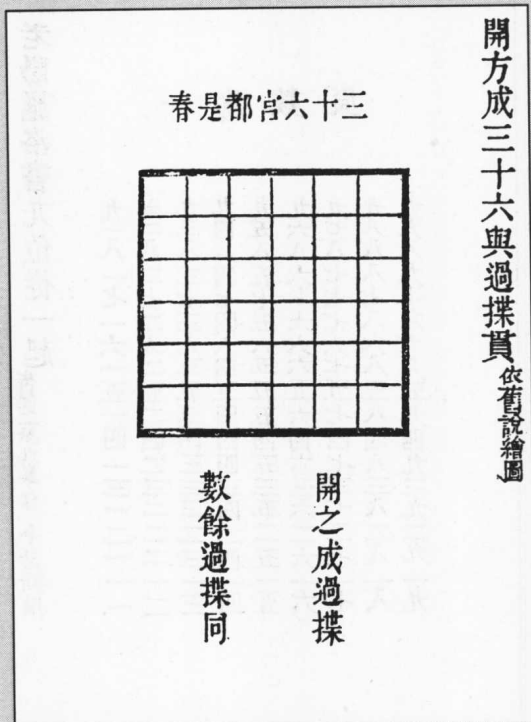 開方成三十六與過揲貫依舊說繪圖
三十六宮都是春
開之成過揲
數餘過揲同